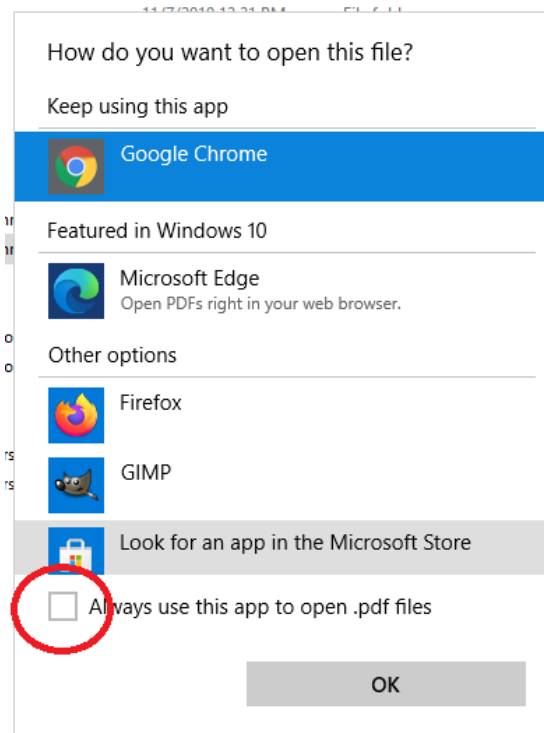 How do you want to open this file?
Keep using this app
Google Chrome
Featured in Windows 10
Microsoft Edge
Open PDFs right in your web browser.
Other options
Firefox
GIMP
Look for an app in the Microsoft Store
Always use this app to open .pdf files
OK